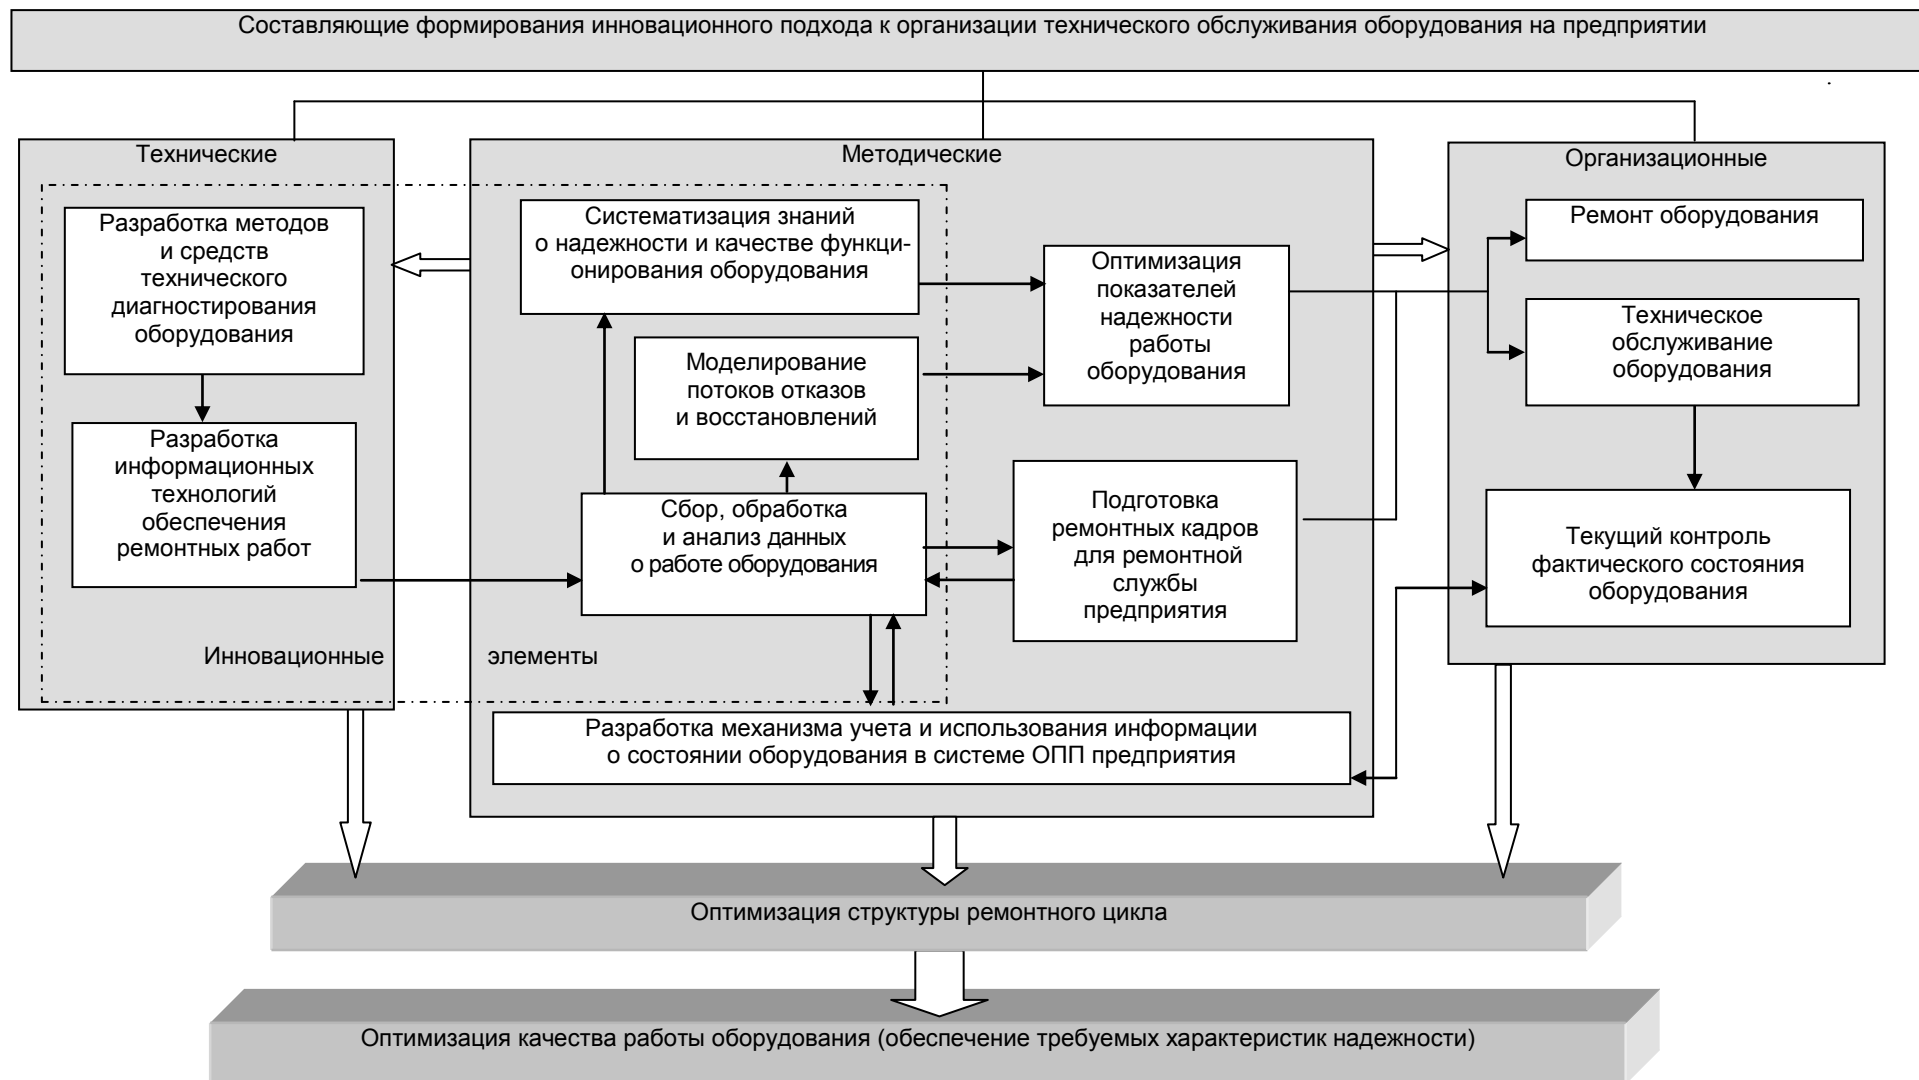 Составляющие формирования инновационного подхода к организации технического обслуживания оборудования на предприятии
Технические
Разработка методов
и средств
технического
диагностирования
оборудования
Разработка
информационных
технологий
обеспечения
ремонтных работ
Методические
Систематизация знаний
о надежности и качестве функци-
онирования оборудования
Моделирование
потоков отказов
и восстановлений
Сбор, обработка
и анализ данных
о работе оборудования
Оптимизация
показателей
надежности
работы
оборудования
Подготовка
ремонтных кадров
для ремонтной
службы
предприятия
Инновационные элементы
Разработка механизма учета и использования информации
о состоянии оборудования в системе ОПП предприятия
Организационные
Ремонт оборудования
Техническое
обслуживание
оборудования
Текущий контроль
фактического состояния
оборудования
Оптимизация структуры ремонтного цикла
Оптимизация качества работы оборудования (обеспечение требуемых характеристик надежности)